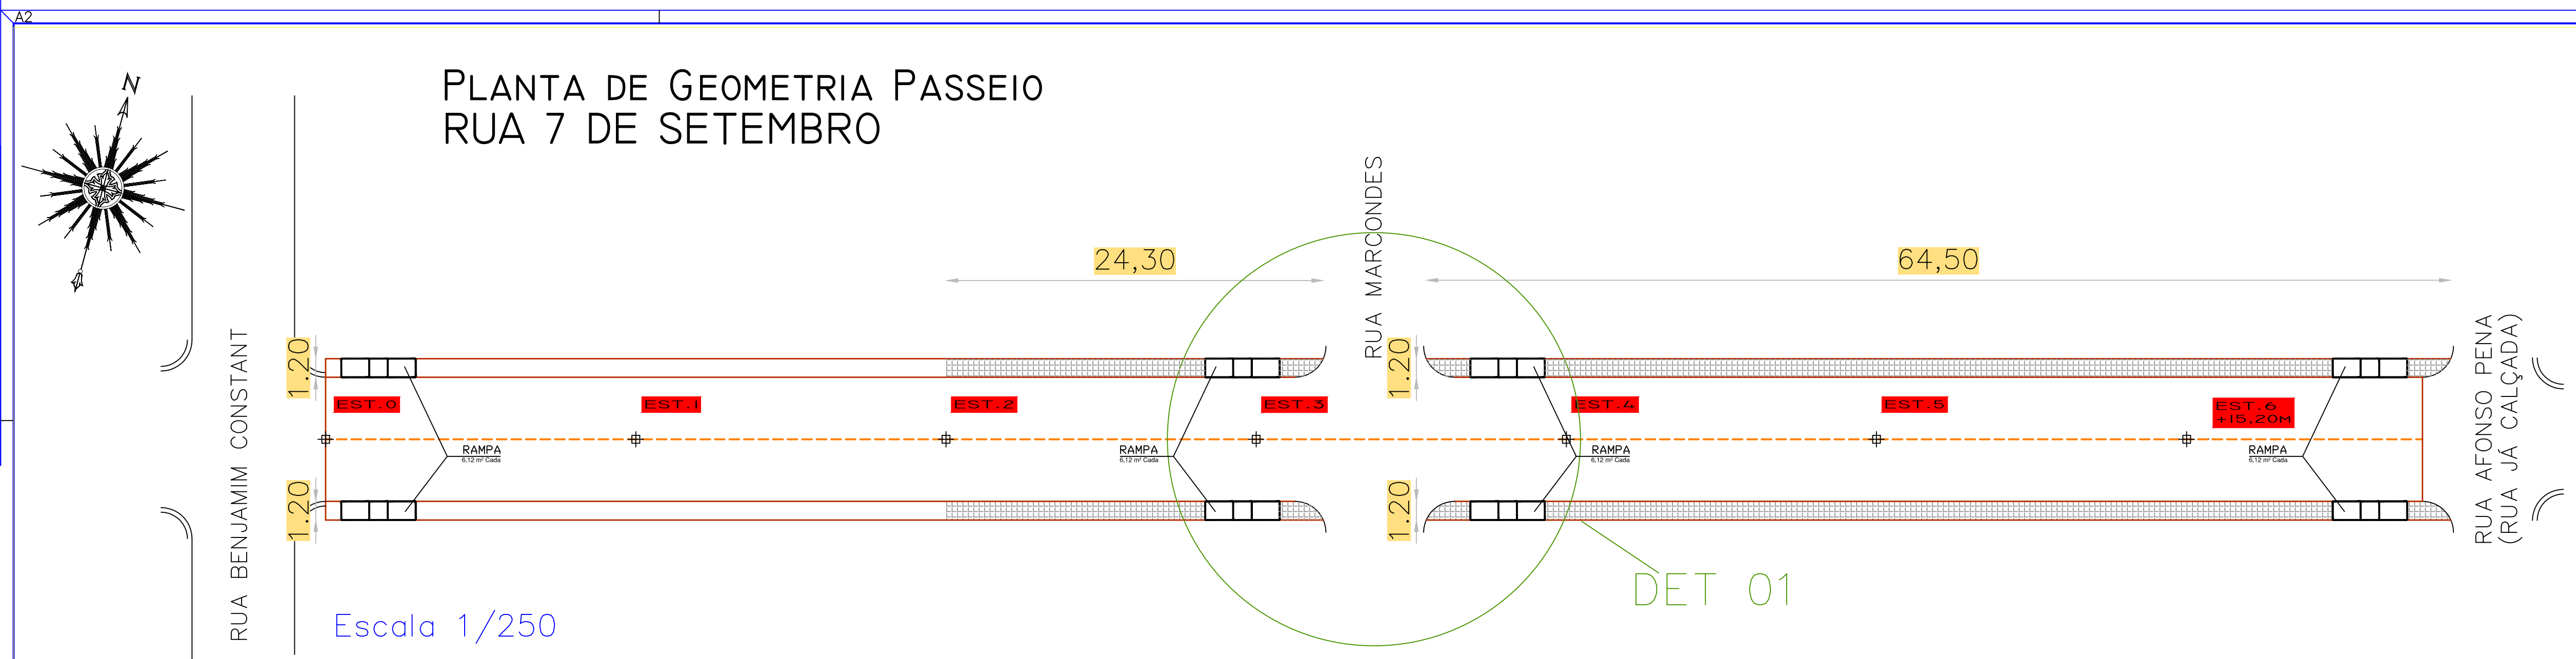 A2
N
PLANTA DE GEOMETRIA PASSEIO
RUA 7 DE SETEMBRO
RUA BENJAMIM CONSTANT
RUA MARCONDES
RUA AFONSO PENA
(RUA JÁ CALÇADA)
24,30
64,50
1.20
1.20
EST.0
EST.1
EST.2
EST.3
EST.4
EST.5
EST.6
+15,20M
RAMPA
6,12 m² Cada
RAMPA
6,12 m² Cada
RAMPA
6,12 m² Cada
RAMPA
6,12 m² Cada
1.20
1.20
DET 01
Escala 1/250